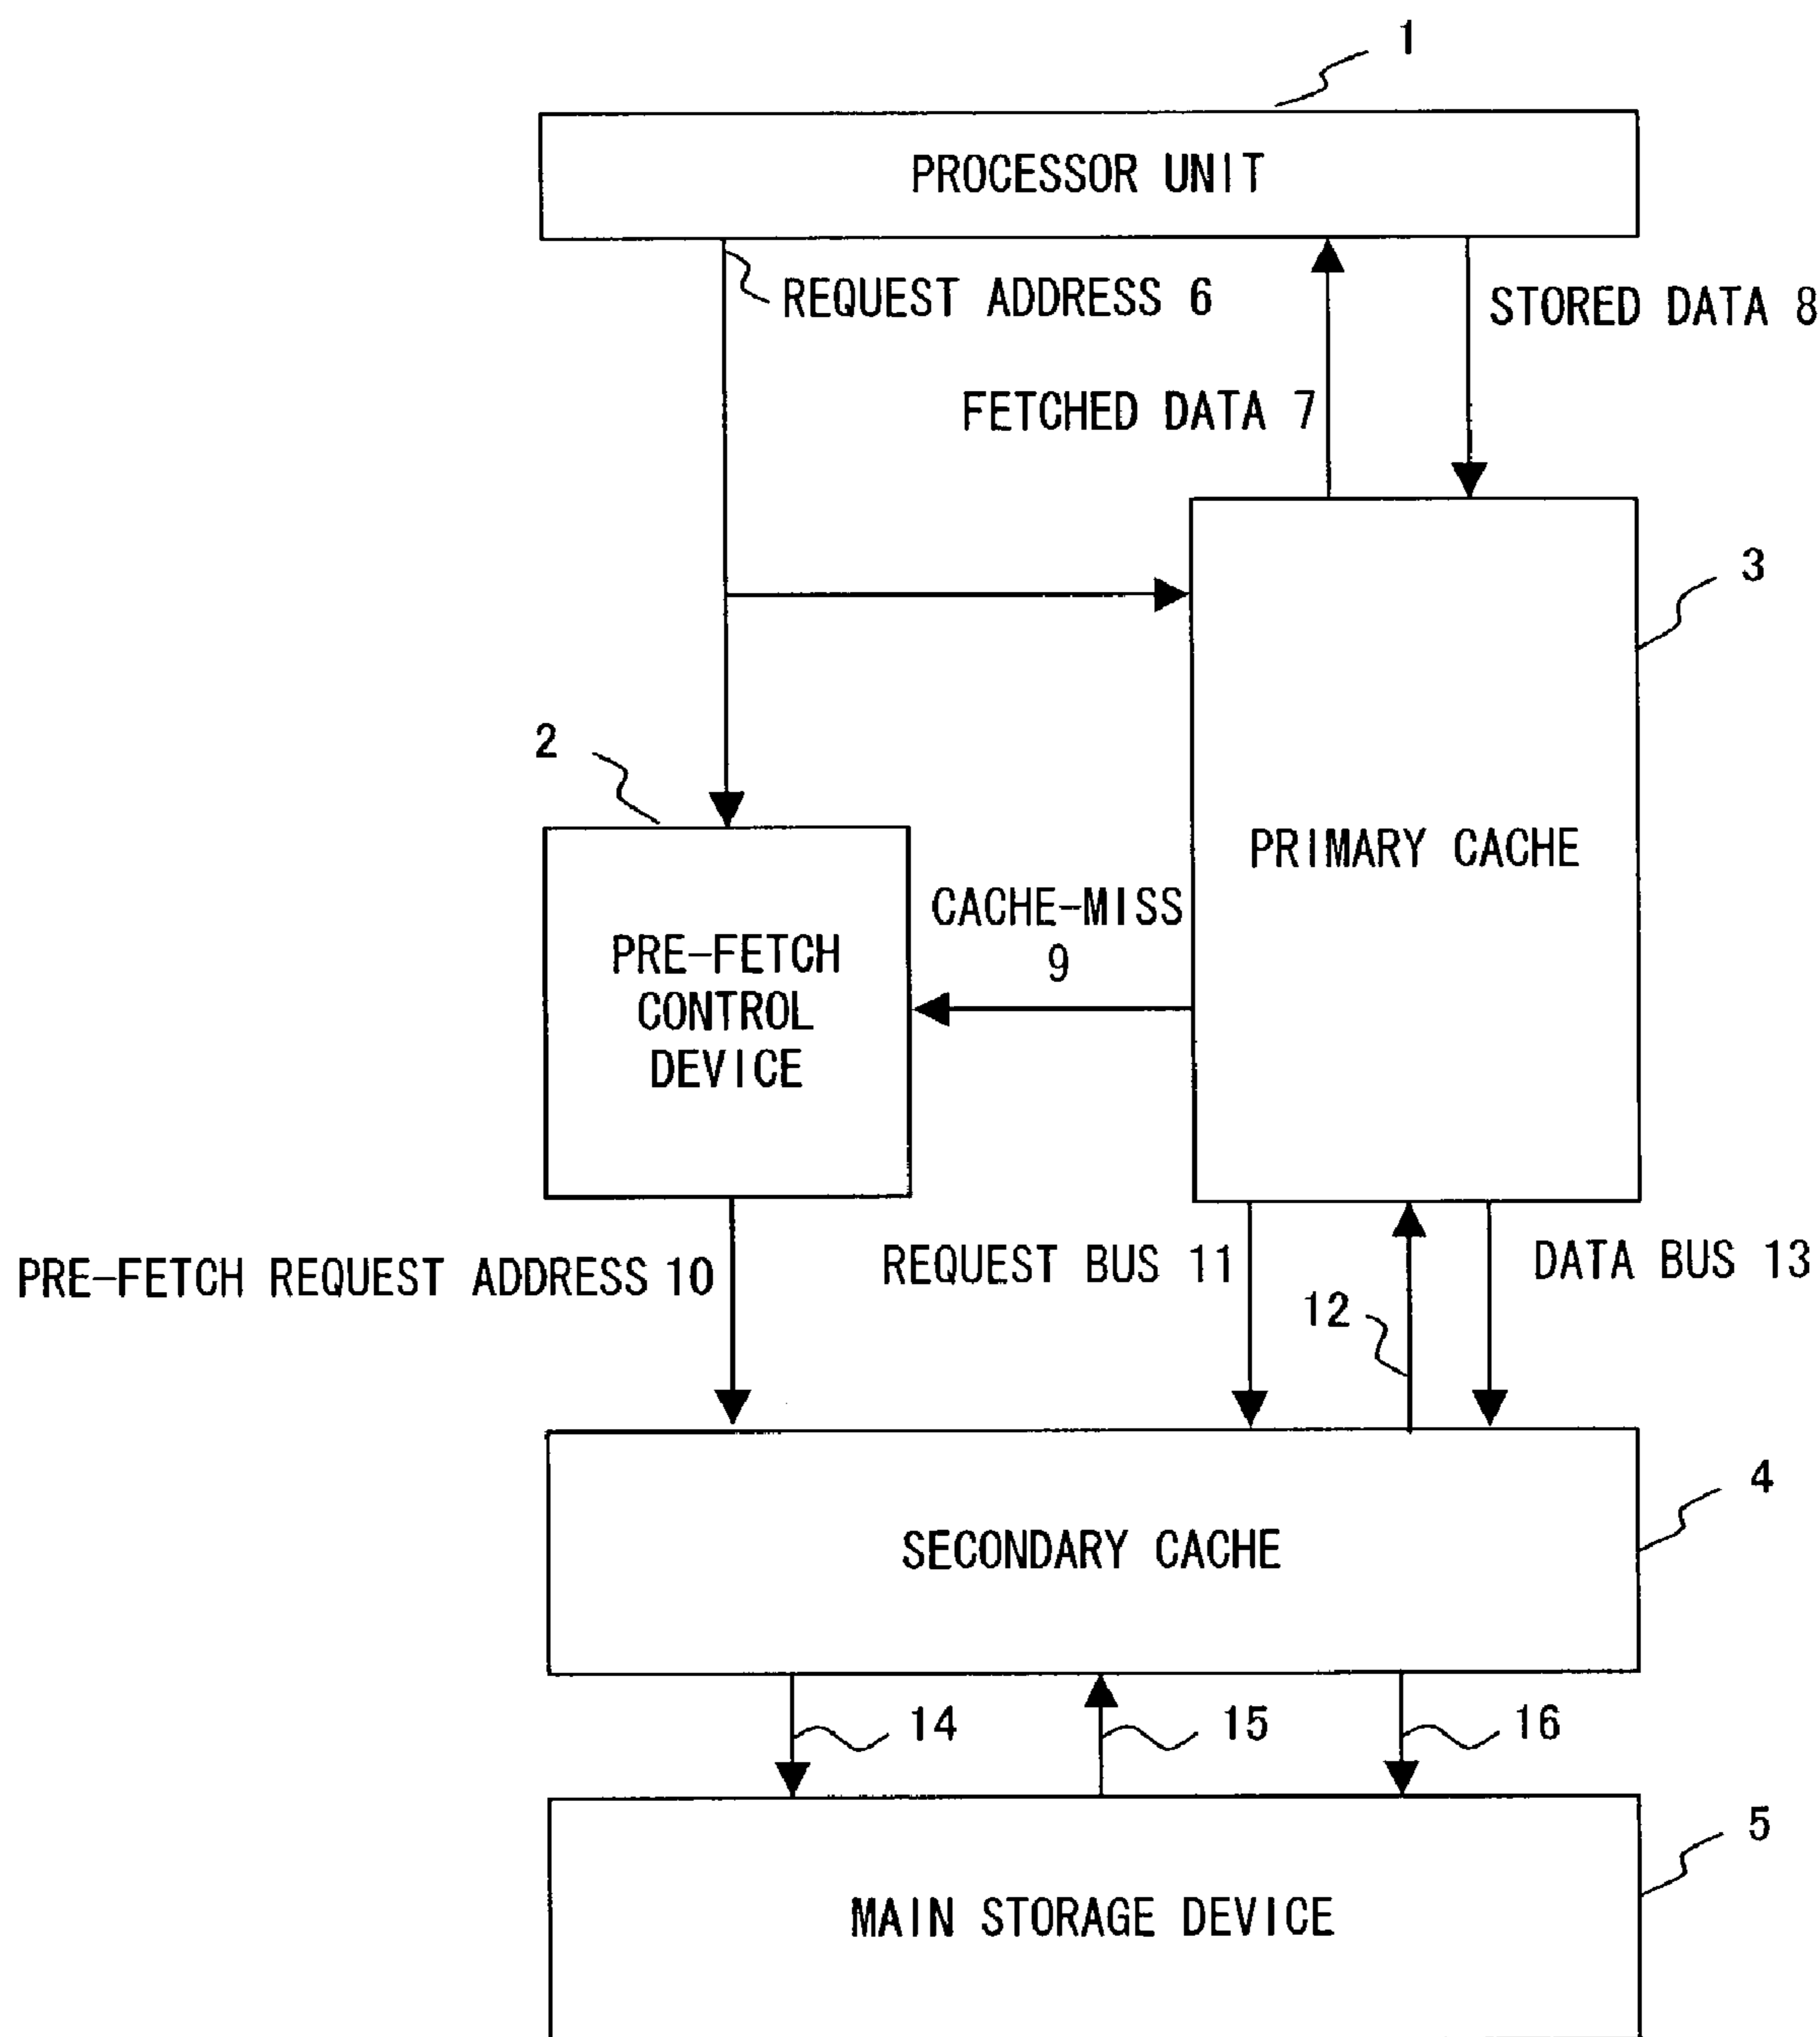 1
PROCESSOR UNIT
REQUEST ADDRESS 6
STORED DATA 8
FETCHED DATA 7
3
2
PRIMARY CACHE
CACHE-MISS
9
PRE-FETCH
CONTROL
DEVICE
PRE-FETCH REQUEST ADDRESS 10
REQUEST BUS 11
DATA BUS 13
12
4
SECONDARY CACHE
14
15
16
5
MAIN STORAGE DEVICE